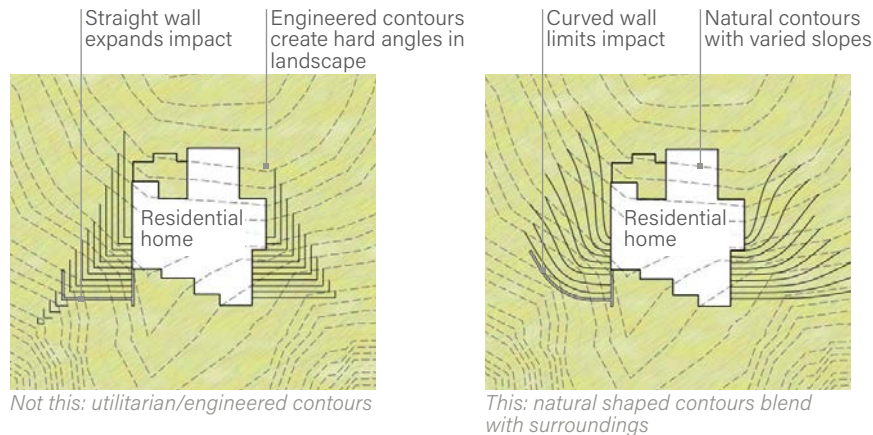 Straight wall
expands impact
Engineered contours
create hard angles in
landscape
Residential
home
Not this: utilitarian/engineered contours
Curved wall
limits impact
Natural contours
with varied slopes
Residential
home
This: natural shaped contours blend
with surroundings